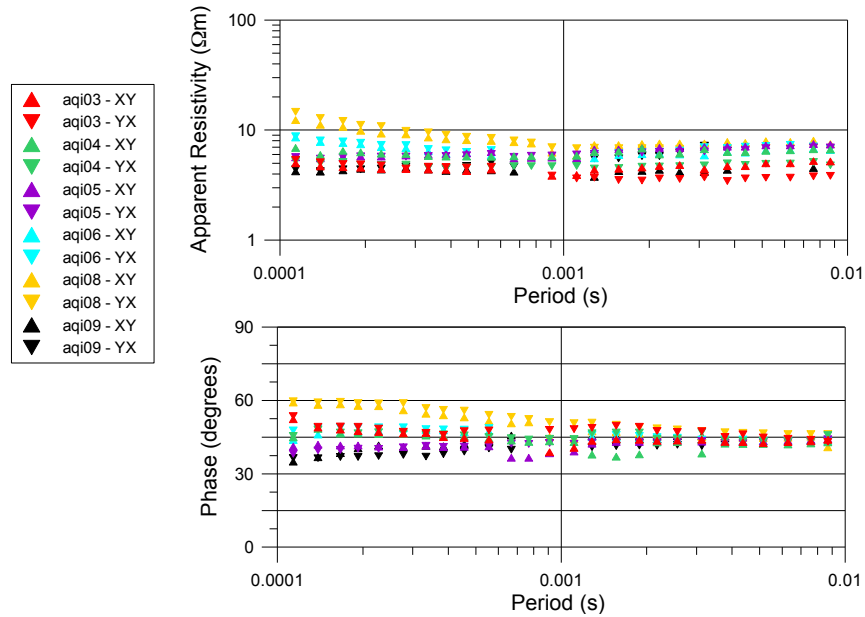 100
10
1
Apparent Resistivity (Ωm)
0.0001
0.001
0.01
Period (s)
aqi03 - XY
aqi03 - YX
aqi04 - XY
aqi04 - YX
aqi05 - XY
aqi05 - YX
aqi06 - XY
aqi06 - YX
aqi08 - XY
aqi08 - YX
aqi09 - XY
aqi09 - YX
90
60
30
0
Phase (degrees)
0.0001
0.001
0.01
Period (s)